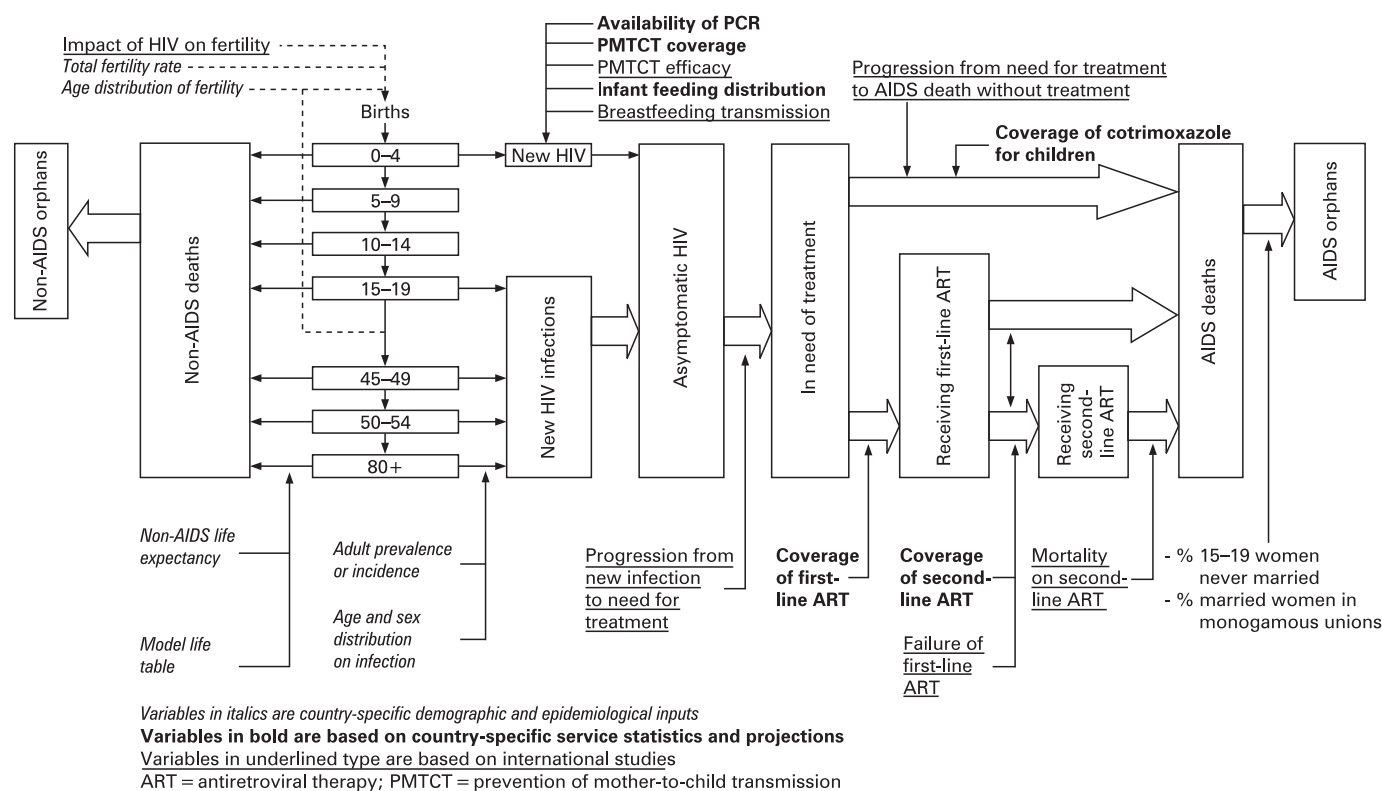 Impact of HIV on fertility
Total fertility rate
Age distribution of fertility
Births
Availability of PCR
PMTCT coverage
PMTCT efficacy
Infant feeding distribution
Breastfeeding transmission
Progression from need for treatment
to AIDS death without treatment
Coverage of cotrimoxazole
for children
Non-AIDS orphans
Non-AIDS deaths
0–4
5–9
10–14
15–19
45–49
50–54
80+
New HIV
New HIV infections
Asymptomatic HIV
In need of treatment
Receiving first-line ART
Receiving
second-
line ART
AIDS deaths
AIDS orphans
Non-AIDS life
expectancy
Model life
table
Adult prevalence
or incidence
Age and sex
distribution
on infection
Progression from
new infection
to need for
treatment
Coverage
of first-
line ART
Coverage
of second-
line ART
Failure of
first-line
ART
Mortality
on second-
line ART
- % 15–19 women
never married
- % married women in
monogamous unions
Variables in italics are country-specific demographic and epidemiological inputs
Variables in bold are based on country-specific service statistics and projections
Variables in underlined type are based on international studies
ART = antiretroviral therapy; PMTCT = prevention of mother-to-child transmission